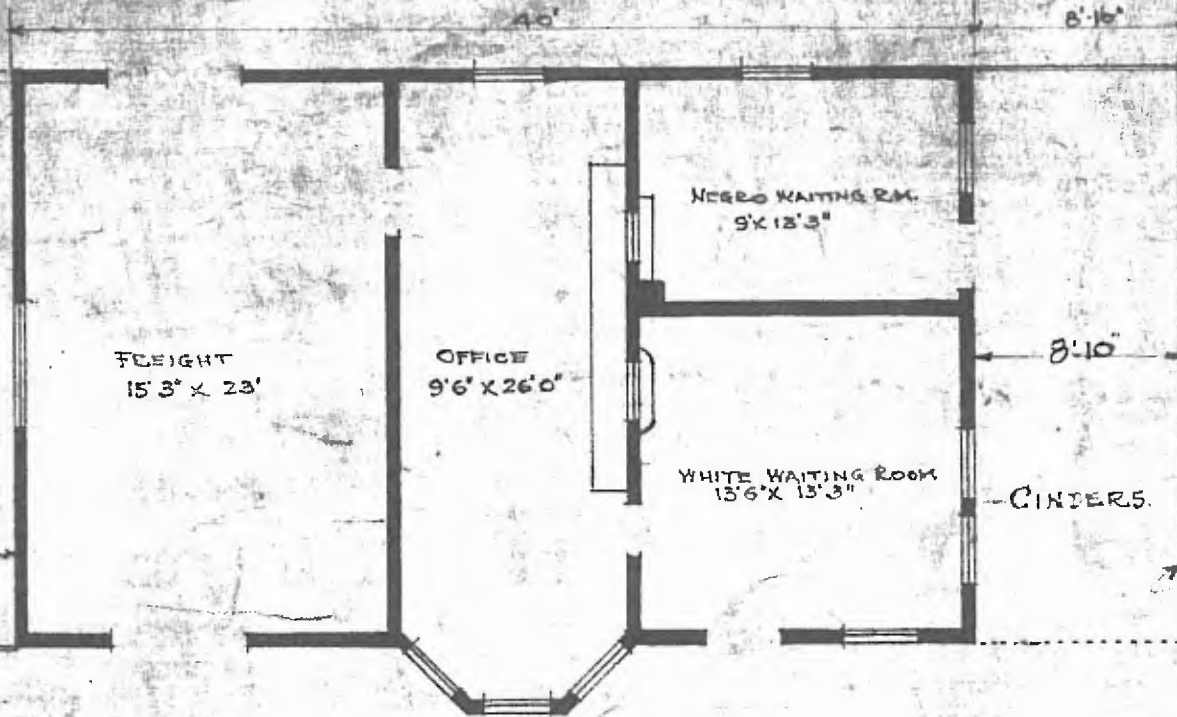 40'
8'-10"
NEGRO WAITING RM.
9' X 13'3"
FREIGHT
15'3" X 23'
OFFICE
9'6" X 26'0"
8'-10"
WHITE WAITING ROOM
13'6" X 13'3"
CINDERS.